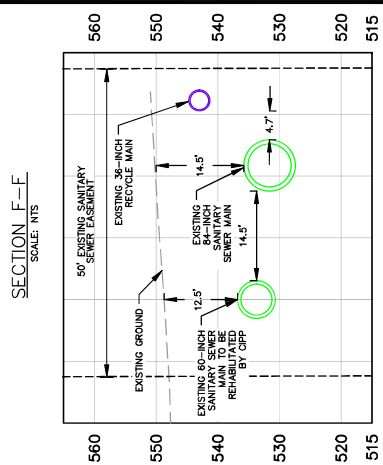 SECTION F-F
SCALE: NTS
560
550
540
530
520
515
50' EXISTING SANITARY
SEWER EASEMENT
EXISTING 36-INCH
RECYCLE MAIN
EXISTING GROUND
14.5'
4.7'
EXISTING
84-INCH
SANITARY
SEWER MAIN
14.5'
12.5'
EXISTING 60-INCH
SANITARY SEWER
MAIN TO BE
REHABILITATED
BY CIPP
560
550
540
530
520
515